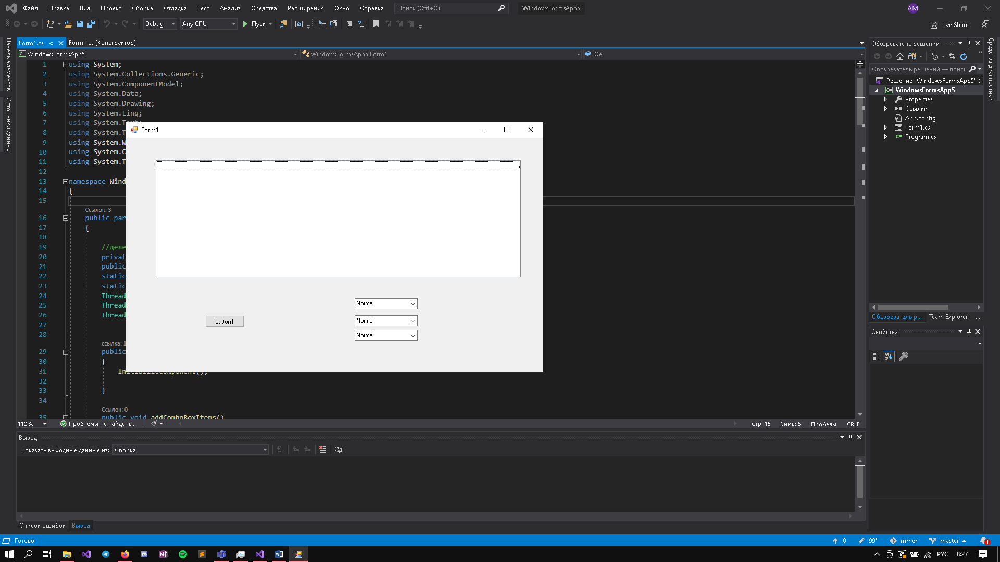 Файл Правка Вид Проект Сборка Отладка Тест Анализ Средства Расширения Окно Справка Поиск (Ctrl+Q) WindowsFormsApp5 AM
Debug Any CPU Пуск Live Share
Form1.cs Form1.cs [Конструктор]
WindowsFormsApp5 WindowsFormsApp5.Form1 Qe
Панель элементов
Источники данных
1 using System;
2 using System.Collections.Generic;
3 using System.ComponentModel;
4 using System.Data;
5 using System.Drawing;
6 using System.Linq;
7 using System.Text;
8 using System.T
9 using System.W
10 using System.C
11 using System.T
12
13 namespace Wind
14 {
15
Ссылок: 3
16 public par
17 {
18
19 //деле
20 privat
21 public
22 static
23 static
24 Thread
25 Thread
26 Thread
27
28
ссылка: 1
29 public
30 {
31 InitializeComponent();
32
33 }
34
Ссылок: 0
35 public void addComboBoxItems()
Form1
Normal
Normal
Normal
button1
110 % Проблемы не найдены. Стр: 15 Симв: 5 Пробелы CRLF
Вывод
Показать выходные данные из: Сборка
Список ошибок Вывод
Обозреватель решений
Обозреватель решений — поиск
Решение "WindowsFormsApp5" (п
WindowsFormsApp5
Properties
Ссылки
App.config
Form1.cs
Program.cs
Обозреватель р... Team Explorer —...
Свойства
Средства диагностики
Готово 0 99* mrher master 1
РУС 8:27